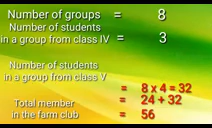 Number of groups = 8
Number of students
in a group from class IV = 3
Number of students
in a group from class V
= 8 x 4 = 32
= 24 + 32
Total member
in the farm club = 56